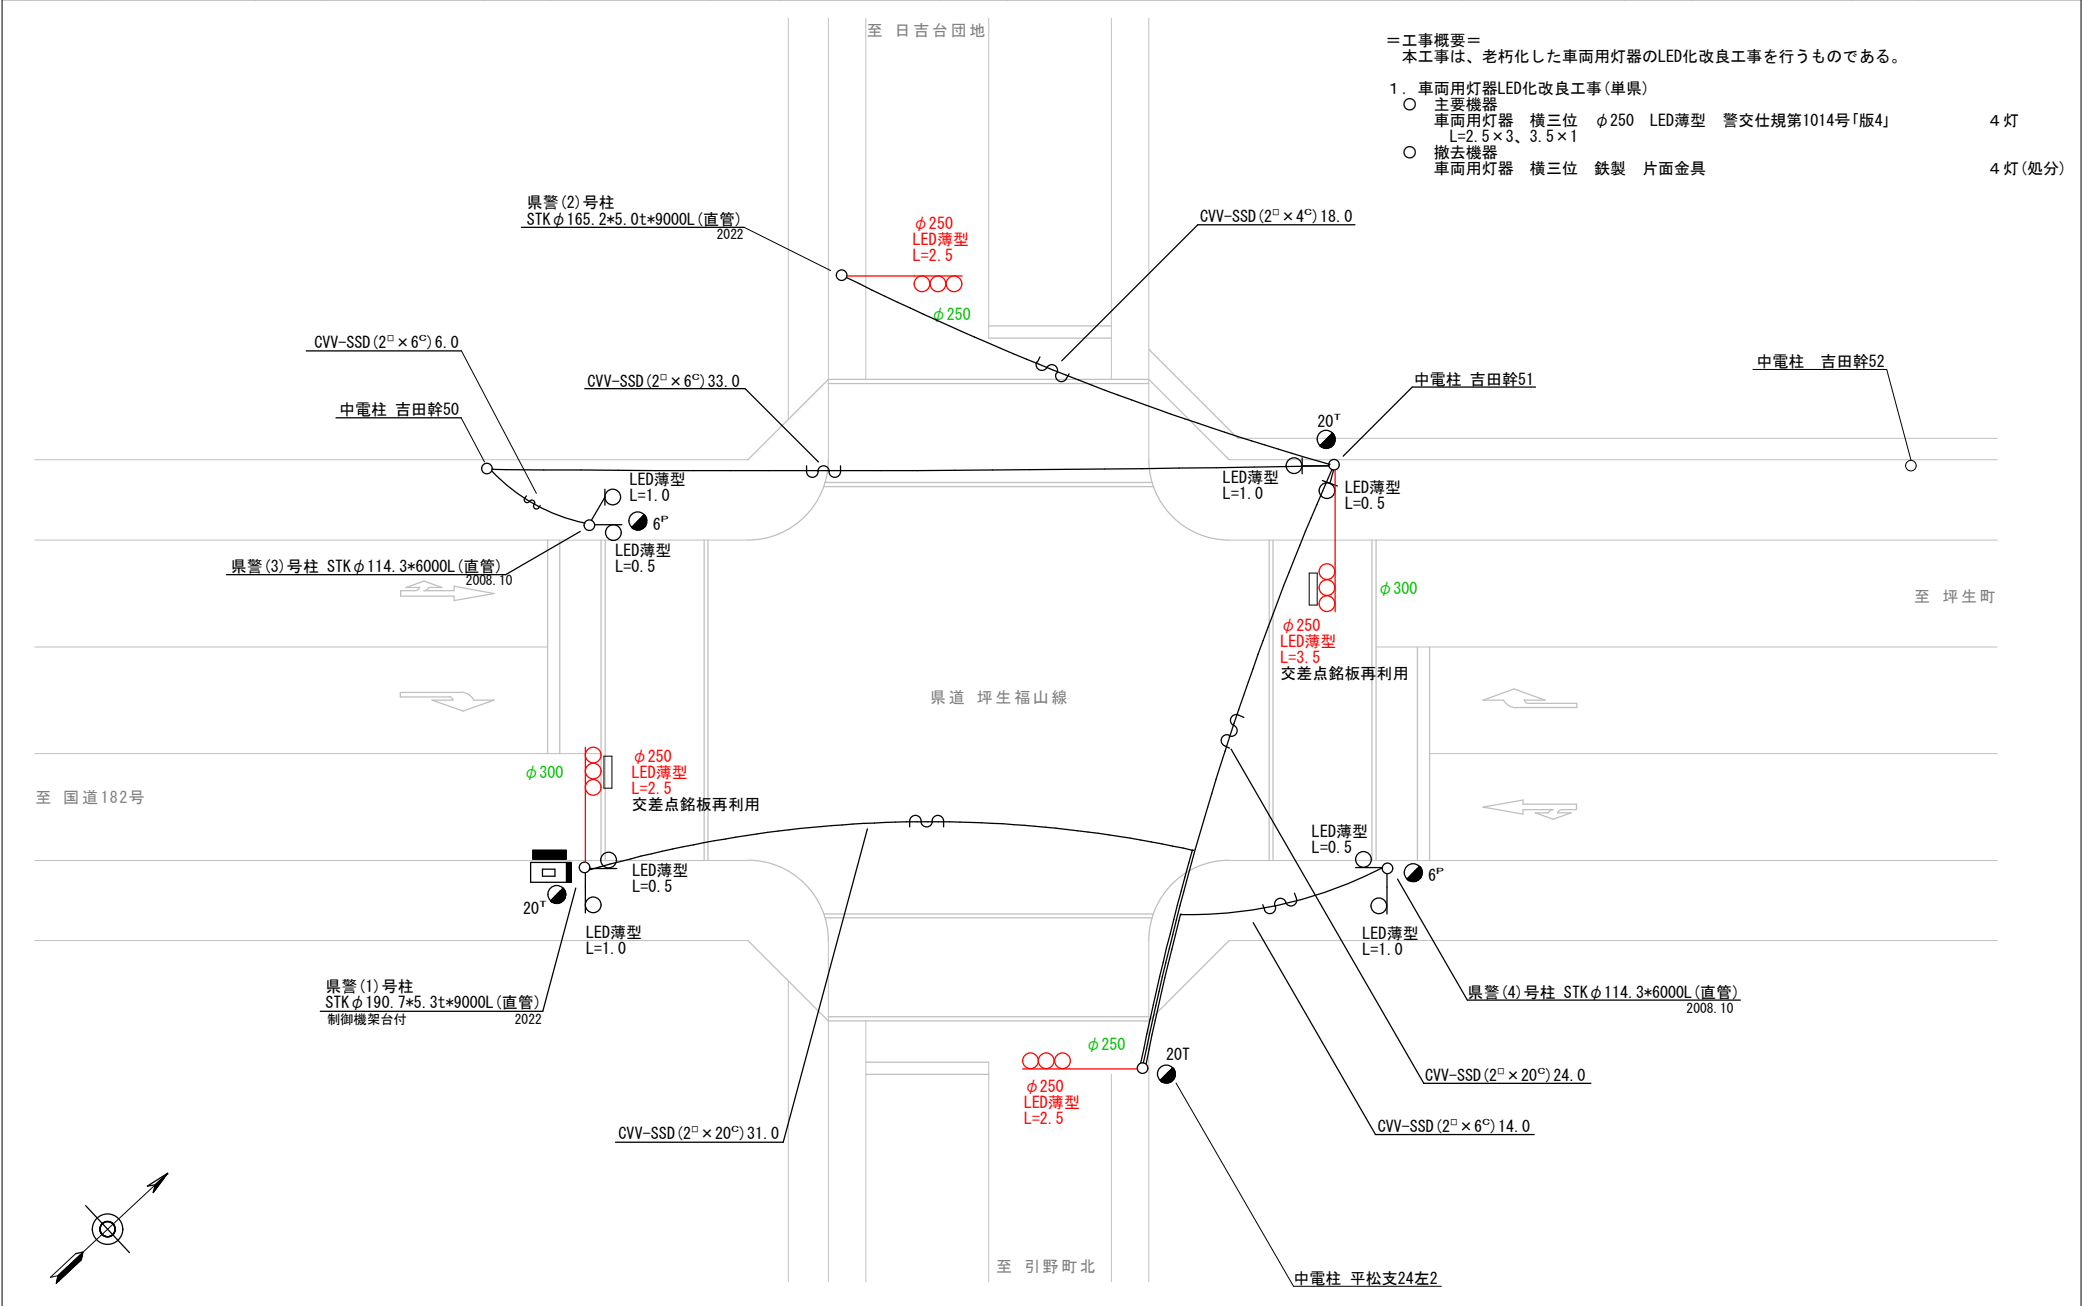 至 日吉台団地
=工事概要=
本工事は、老朽化した車両用灯器のLED化改良工事を行うものである。
1. 車両用灯器LED化改良工事(単県)
○ 主要機器
車両用灯器 横三位 φ250 LED薄型 警交仕規第1014号「版4」 4灯
L=2.5×3、3.5×1
○ 撤去機器
車両用灯器 横三位 鉄製 片面金具 4灯(処分)
県警(2)号柱
STKφ165.2*5.0t*9000L(直管)
2022
φ250
LED薄型
L=2.5
φ250
CVV-SSD(2□×4C)18.0
CVV-SSD(2□×6C)6.0
CVV-SSD(2□×6C)33.0
中電柱 吉田幹50
中電柱 吉田幹51
中電柱 吉田幹52
20T
LED薄型
L=1.0
6P
LED薄型
L=0.5
LED薄型
L=1.0
LED薄型
L=0.5
県警(3)号柱 STKφ114.3*6000L(直管)
2008.10
φ300
φ250
LED薄型
L=3.5
交差点銘板再利用
至 坪生町
県道 坪生福山線
φ300
φ250
LED薄型
L=2.5
交差点銘板再利用
至 国道182号
LED薄型
L=0.5
20T
LED薄型
L=1.0
LED薄型
L=0.5
6P
LED薄型
L=1.0
県警(1)号柱
STKφ190.7*5.3t*9000L(直管)
制御機架台付 2022
県警(4)号柱 STKφ114.3*6000L(直管)
2008.10
φ250
20T
φ250
LED薄型
L=2.5
CVV-SSD(2□×20C)24.0
CVV-SSD(2□×20C)31.0
CVV-SSD(2□×6C)14.0
至 引野町北
中電柱 平松支24左2